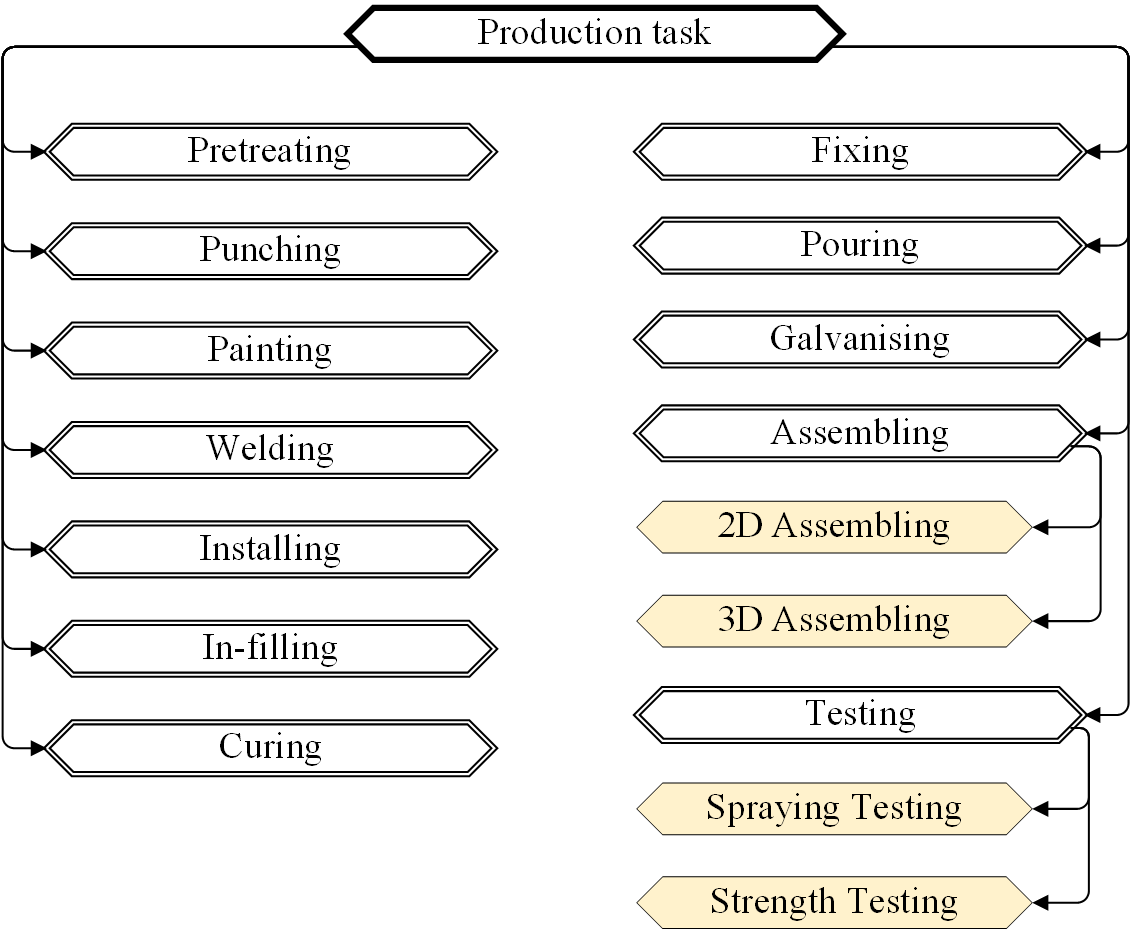 Production task
Pretreating
Punching
Painting
Welding
Installing
In-filling
Curing
Fixing
Pouring
Galvanising
Assembling
2D Assembling
3D Assembling
Testing
Spraying Testing
Strength Testing